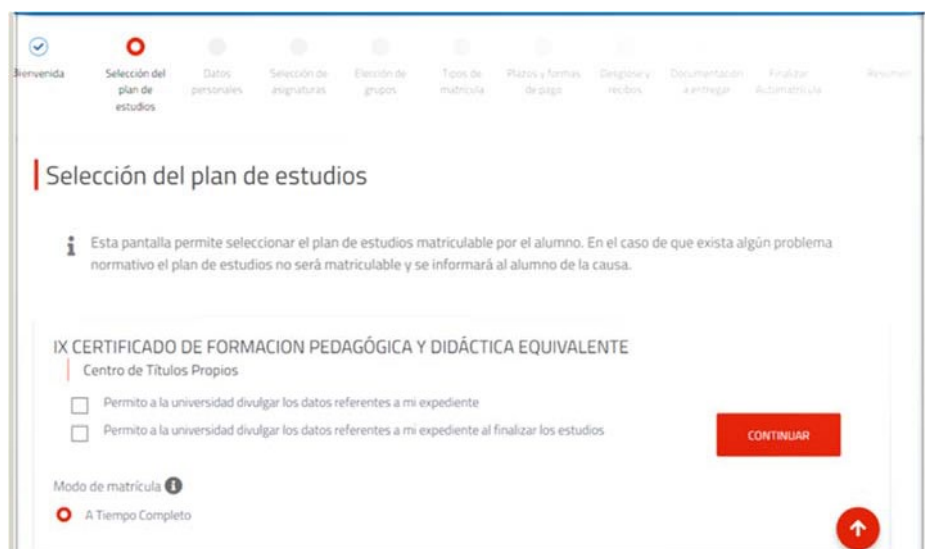 Bienvenida
Selección del
plan de
estudios
Datos
personales
Selección de
asignaturas
Elección de
grupos
Tipos de
matrícula
Plazos y formas
de pago
Desglose y
recibos
Documentación
a entregar
Finalizar
Automatrícula
Resumen
Selección del plan de estudios
Esta pantalla permite seleccionar el plan de estudios matriculable por el alumno. En el caso de que exista algún problema
normativo el plan de estudios no será matriculable y se informará al alumno de la causa.
IX CERTIFICADO DE FORMACION PEDAGÓGICA Y DIDÁCTICA EQUIVALENTE
Centro de Títulos Propios
Permito a la universidad divulgar los datos referentes a mi expediente
Permito a la universidad divulgar los datos referentes a mi expediente al finalizar los estudios
CONTINUAR
Modo de matrícula
A Tiempo Completo